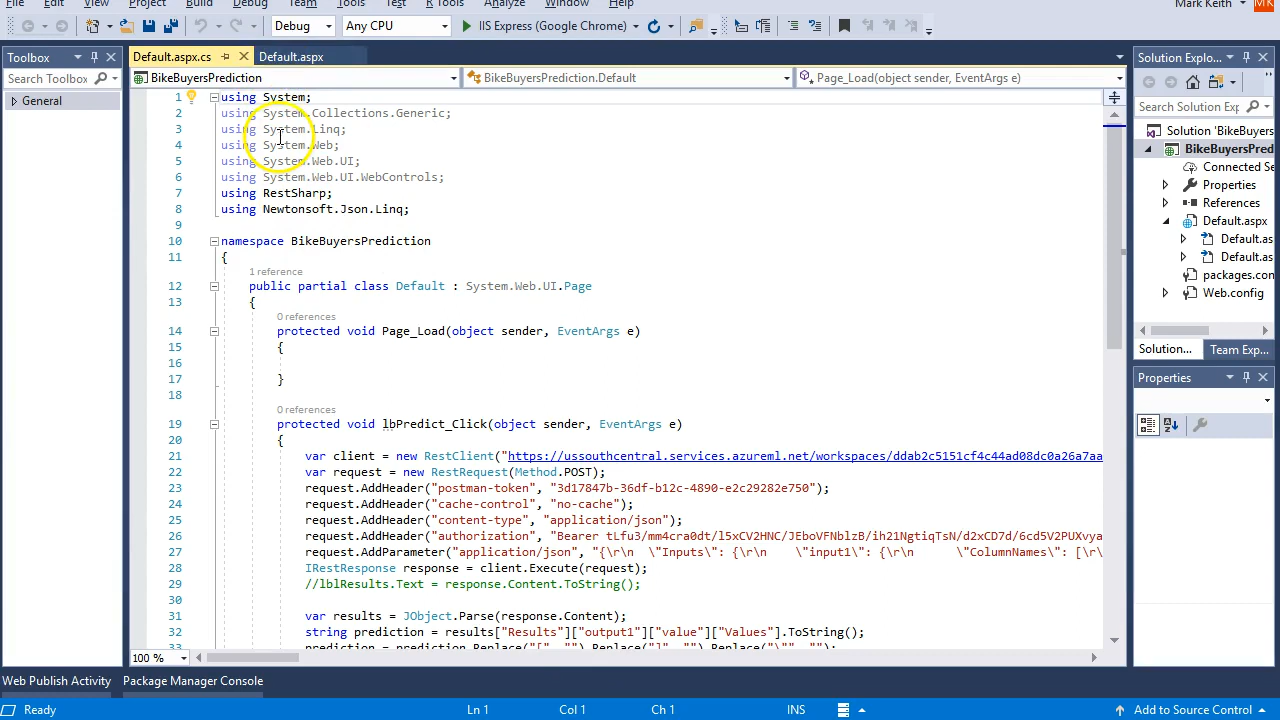 File Edit View Project Build Debug Team Tools Test R Tools Analyze Window Help Mark Keith MK
Debug Any CPU IIS Express (Google Chrome)
Toolbox
Search Toolbox
General
Default.aspx.cs Default.aspx
BikeBuyersPrediction BikeBuyersPrediction.Default Page_Load(object sender, EventArgs e)
1 using System;
2 using System.Collections.Generic;
3 using System.Linq;
4 using System.Web;
5 using System.Web.UI;
6 using System.Web.UI.WebControls;
7 using RestSharp;
8 using Newtonsoft.Json.Linq;
9
10 namespace BikeBuyersPrediction
11 {
1 reference
12 public partial class Default : System.Web.UI.Page
13 {
0 references
14 protected void Page_Load(object sender, EventArgs e)
15 {
16
17 }
18
0 references
19 protected void lbPredict_Click(object sender, EventArgs e)
20 {
21 var client = new RestClient("https://ussouthcentral.services.azureml.net/workspaces/ddab2c5151cf4c44ad08dc0a26a7aa
22 var request = new RestRequest(Method.POST);
23 request.AddHeader("postman-token", "3d17847b-36df-b12c-4890-e2c29282e750");
24 request.AddHeader("cache-control", "no-cache");
25 request.AddHeader("content-type", "application/json");
26 request.AddHeader("authorization", "Bearer tLfu3/mm4cra0dt/l5xCV2HNC/JEboVFNblzB/ih21NgtiqTsN/d2xCD7d/6cd5V2PUXvya
27 request.AddParameter("application/json", "{\r\n \"Inputs\": {\r\n \"input1\": {\r\n \"ColumnNames\": [\r
28 IRestResponse response = client.Execute(request);
29 //lblResults.Text = response.Content.ToString();
30
31 var results = JObject.Parse(response.Content);
32 string prediction = results["Results"]["output1"]["value"]["Values"].ToString();
33 prediction = prediction.Replace("[", "").Replace("]", "").Replace("\"", "");
100 %
Solution Explo...
Search Solution Explo
Solution 'BikeBuyers
BikeBuyersPred
Connected Se
Properties
References
Default.aspx
Default.as
Default.as
packages.con
Web.config
Solution... Team Exp...
Properties
Web Publish Activity Package Manager Console
Ready Ln 1 Col 1 Ch 1 INS Add to Source Control